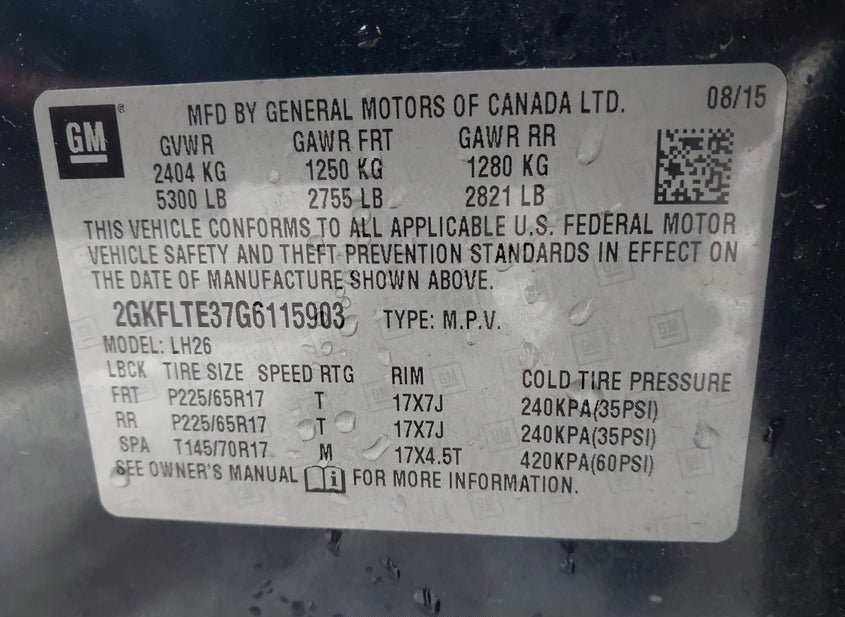 GM ® MFD BY GENERAL MOTORS OF CANADA LTD. 08/15
GVWR GAWR FRT GAWR RR
2404 KG 1250 KG 1280 KG
5300 LB 2755 LB 2821 LB
THIS VEHICLE CONFORMS TO ALL APPLICABLE U.S. FEDERAL MOTOR
VEHICLE SAFETY AND THEFT PREVENTION STANDARDS IN EFFECT ON
THE DATE OF MANUFACTURE SHOWN ABOVE.
2GKFLTE37G6115903 TYPE: M.P.V.
MODEL: LH26
LBCK TIRE SIZE SPEED RTG RIM COLD TIRE PRESSURE
FRT P225/65R17 T 17X7J 240KPA(35PSI)
RR P225/65R17 T 17X7J 240KPA(35PSI)
SPA T145/70R17 M 17X4.5T 420KPA(60PSI)
SEE OWNER'S MANUAL i FOR MORE INFORMATION.